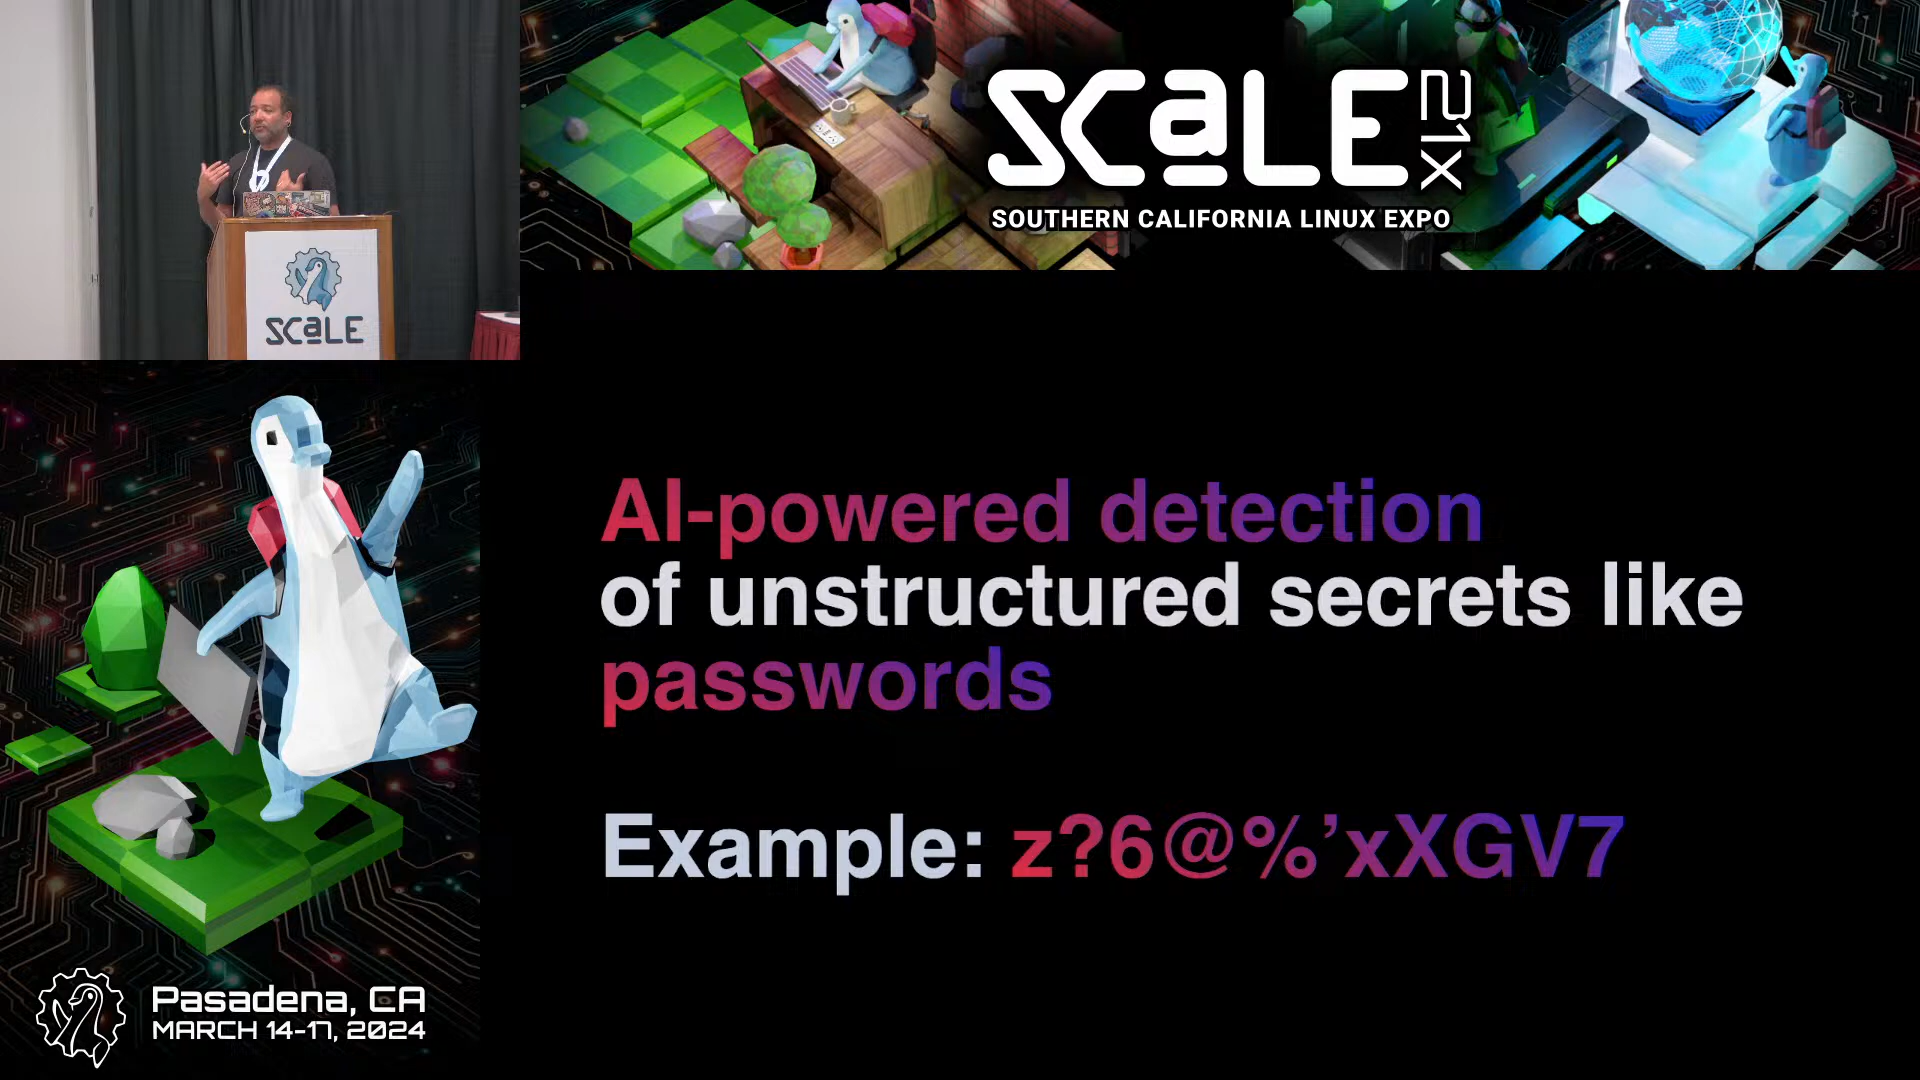 SCaLE 21X
SOUTHERN CALIFORNIA LINUX EXPO
SCaLE
AI-powered detection
of unstructured secrets like
passwords
Example: z?6@%’xXGV7
Pasadena, CA
MARCH 14-17, 2024